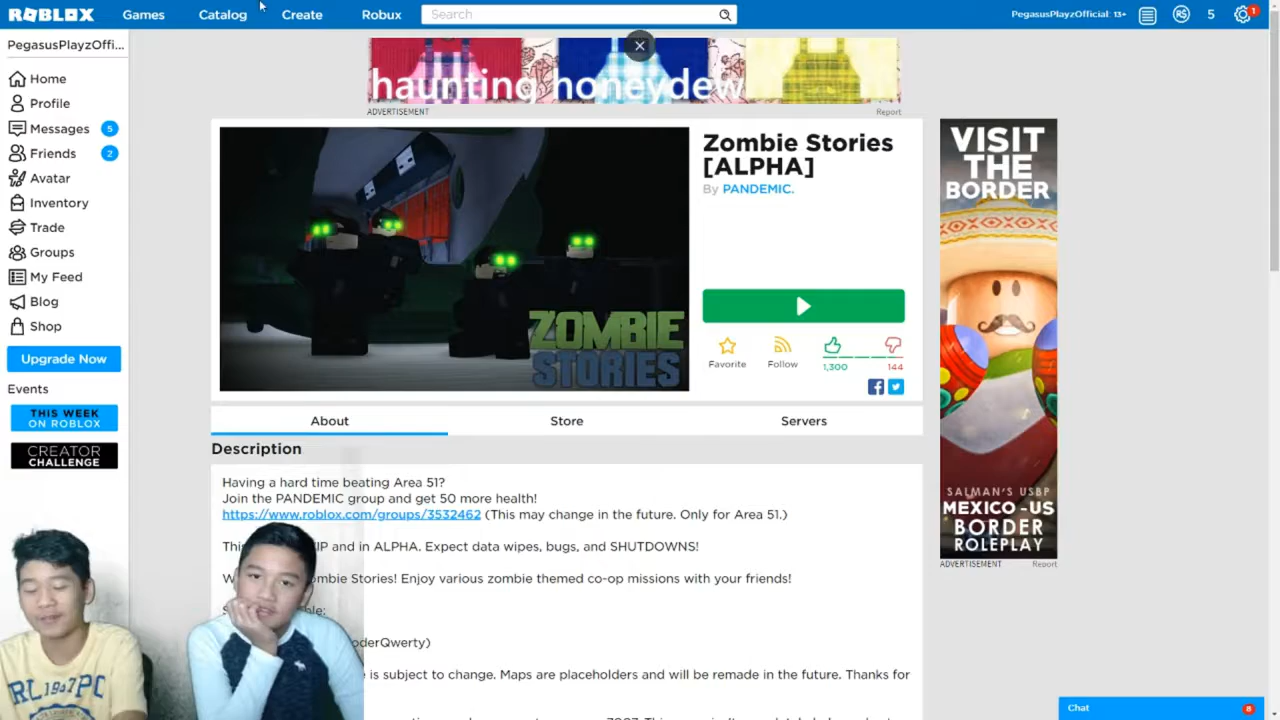 ROBLOX Games Catalog Create Robux Search PegasusPlayzOfficial: 13+ 5 1
PegasusPlayzOffi...
Home
Profile
Messages 5
Friends 2
Avatar
Inventory
Trade
Groups
My Feed
Blog
Shop
Upgrade Now
Events
THIS WEEK
ON ROBLOX
CREATOR
CHALLENGE
haunting honeydew
ADVERTISEMENT Report
ZOMBIE
STORIES
Zombie Stories
[ALPHA]
By PANDEMIC.
Favorite Follow 1,300 144
About Store Servers
Description
Having a hard time beating Area 51?
Join the PANDEMIC group and get 50 more health!
https://www.roblox.com/groups/3532462 (This may change in the future. Only for Area 51.)
and in ALPHA. Expect data wipes, bugs, and SHUTDOWNS!
Stories! Enjoy various zombie themed co-op missions with your friends!
is subject to change. Maps are placeholders and will be remade in the future. Thanks for
VISIT
THE
BORDER
SALMAN'S USBP
MEXICO-US
BORDER
ROLEPLAY
ADVERTISEMENT Report
Chat 8